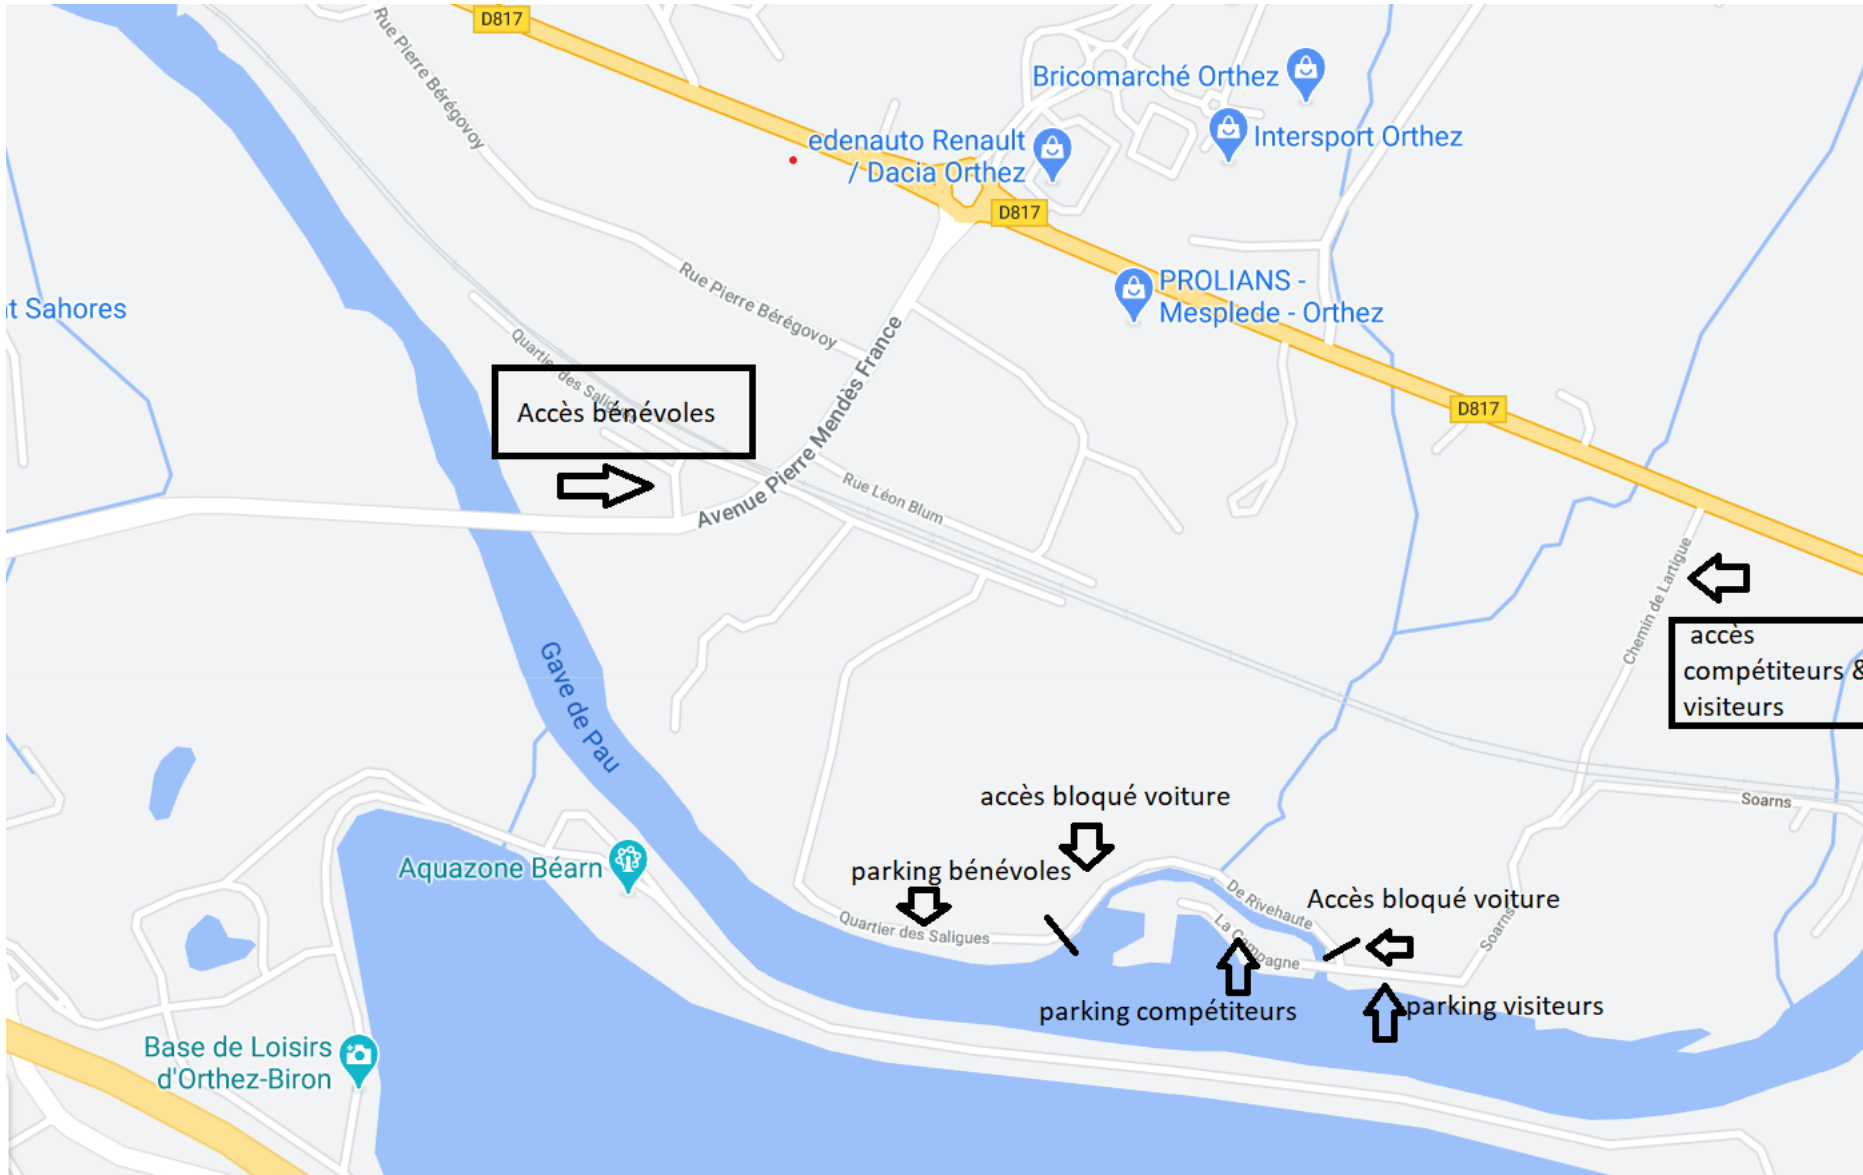 D817
Rue Pierre Bérégovoy
Bricomarché Orthez
edenauto Renault
/ Dacia Orthez
Intersport Orthez
D817
Rue Pierre Bérégovoy
PROLIANS -
Mesplede - Orthez
t Sahores
Quartier des Saligues
Avenue Pierre Mendès France
Accès bénévoles
D817
Rue Léon Blum
Chemin de Lartigue
accès
compétiteurs &
visiteurs
Gave de Pau
Soarns
accès bloqué voiture
Aquazone Béarn
parking bénévoles
De Rivehaute
Accès bloqué voiture
Quartier des Saligues
La Campagne
Soarns
parking compétiteurs
parking visiteurs
Base de Loisirs
d'Orthez-Biron